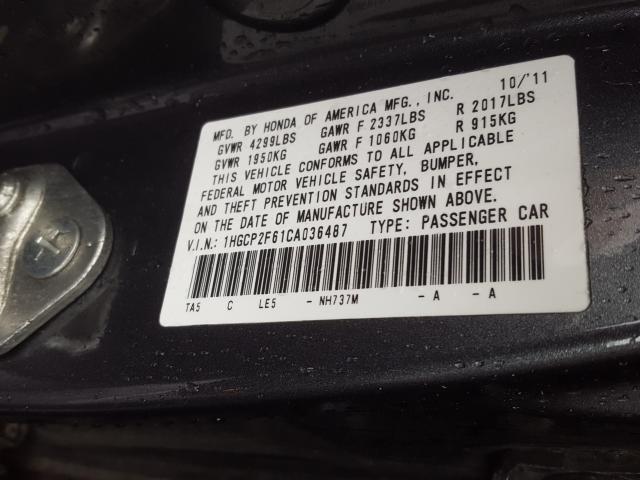 MFD. BY HONDA OF AMERICA MFG., INC. 10/'11
GVWR 4299LBS GAWR F 2337LBS R 2017LBS
GVWR 1950KG GAWR F 1060KG R 915KG
THIS VEHICLE CONFORMS TO ALL APPLICABLE
FEDERAL MOTOR VEHICLE SAFETY, BUMPER,
AND THEFT PREVENTION STANDARDS IN EFFECT
ON THE DATE OF MANUFACTURE SHOWN ABOVE.
V.I.N.: 1HGCP2F61CA036487 TYPE: PASSENGER CAR
TA5 C LE5 - NH737M - A - A